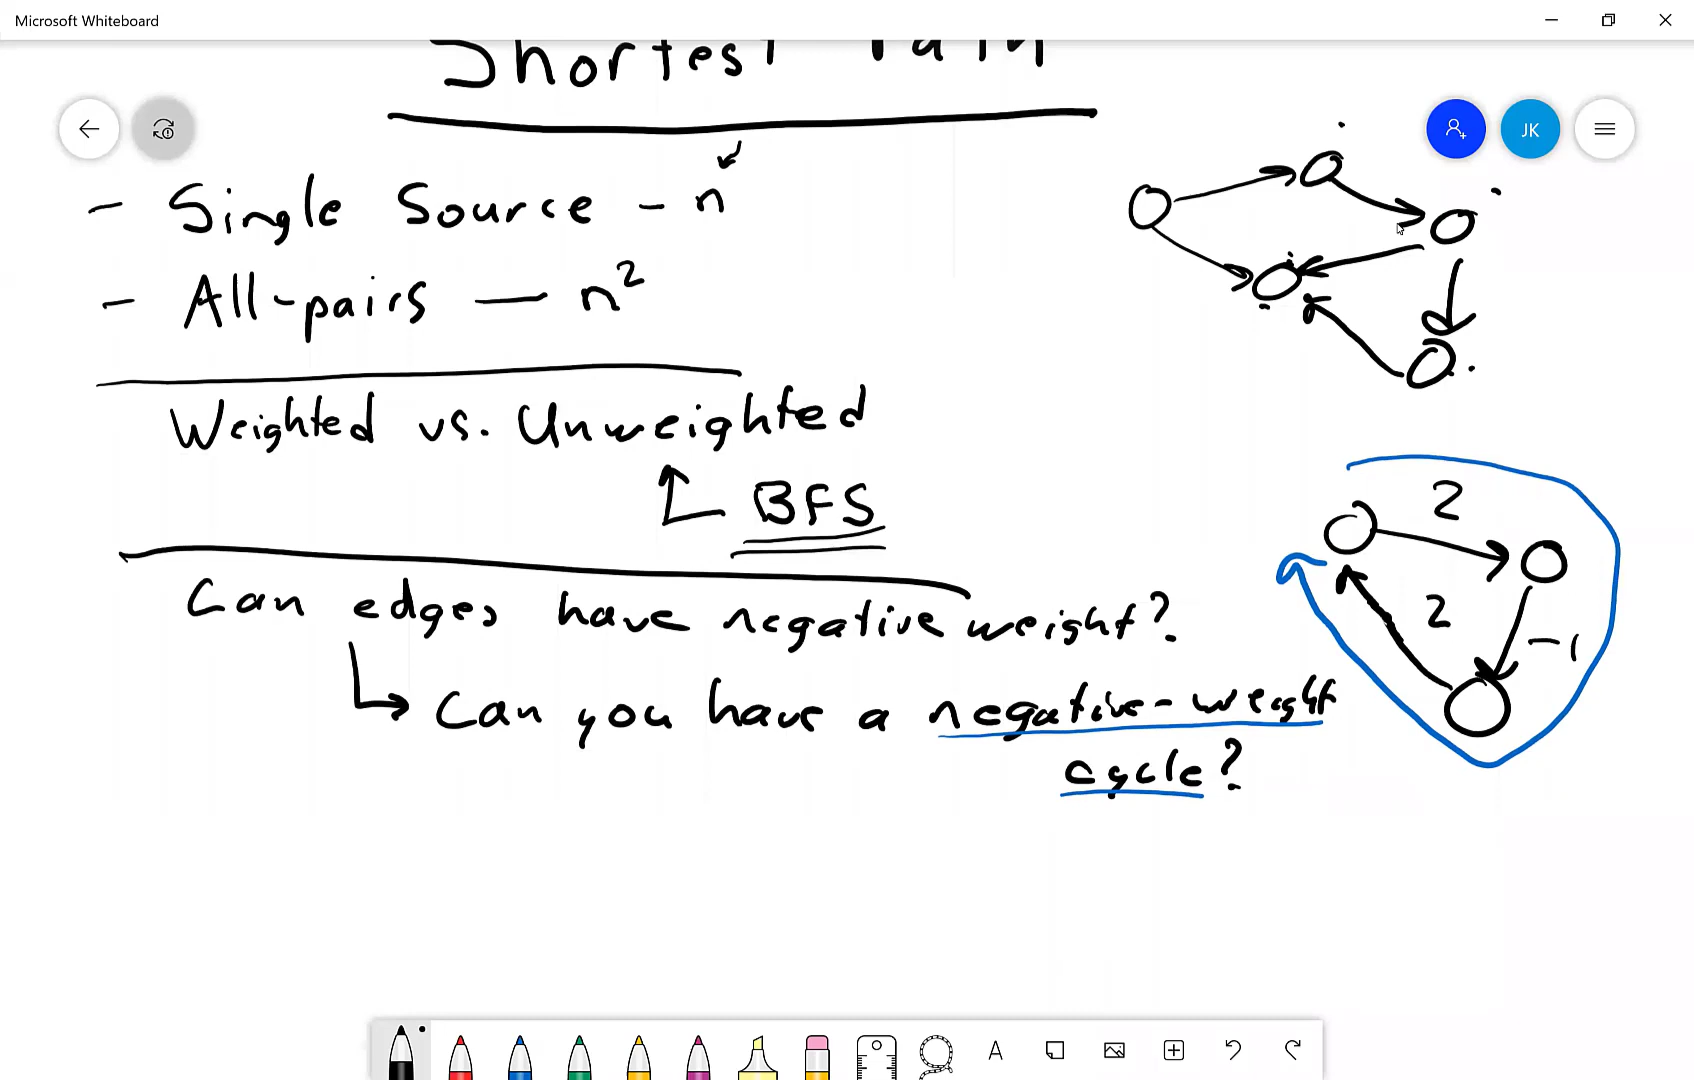 Microsoft Whiteboard
Shortest Path
JK
- Single Source - n
- All-pairs — n²
Weighted vs. Unweighted
BFS
2
Can edges have negative weight?
2
-1
Can you have a negative-weight
cycle?
A